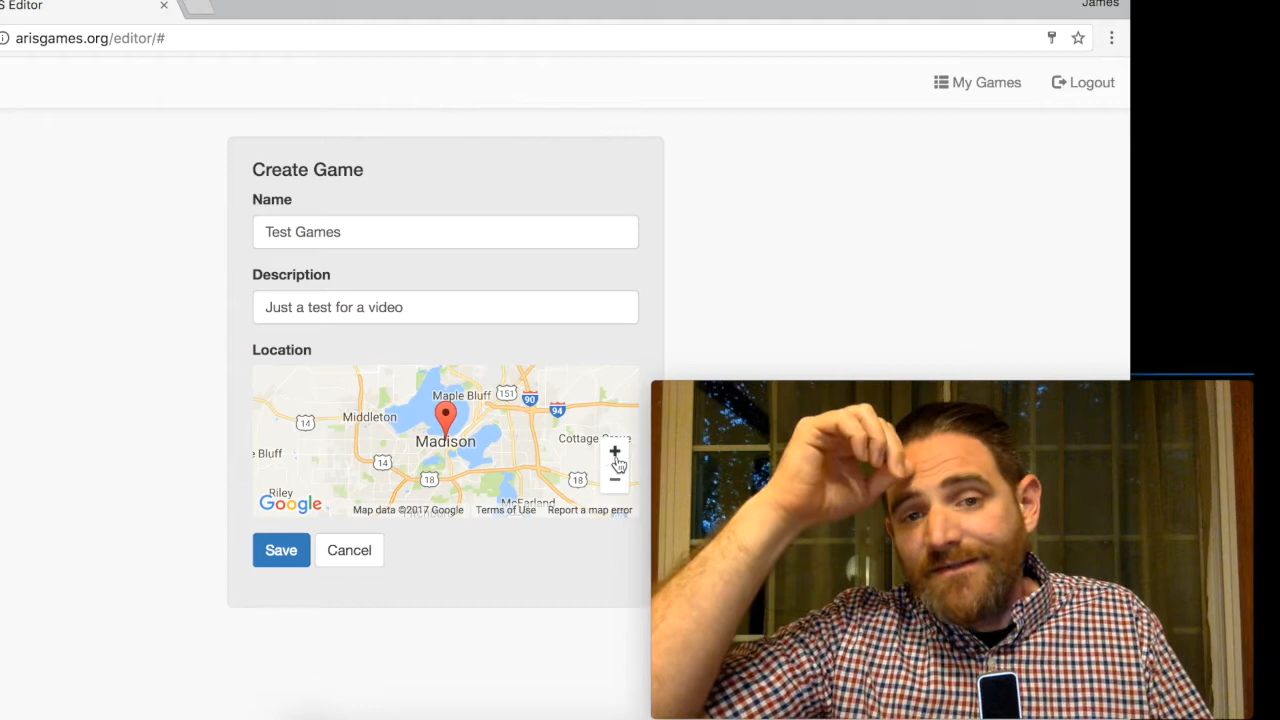 S Editor
James
arisgames.org/editor/#
My Games
Logout
Create Game
Name
Test Games
Description
Just a test for a video
Location
Maple Bluff
151
90
94
14
Middleton
Madison
Cottage
e Bluff
14
18
18
Riley
McFarland
Google
Map data ©2017 Google
Terms of Use
Report a map error
Save
Cancel